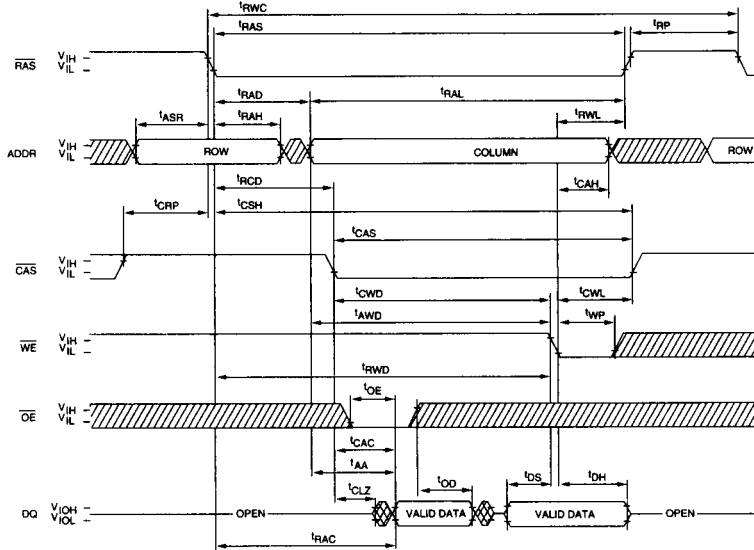 tRWC
tRAS
tRP
RAS VIH
VIL
tRAD
tRAL
tASR
tRAH
tRWL
ADDR VIH
VIL
ROW
COLUMN
ROW
tRCD
tCAH
tCRP
tCSH
tCAS
CAS VIH
VIL
tCWD
tCWL
tAWD
tWP
WE VIH
VIL
tRWD
tOE
OE VIH
VIL
tCAC
tAA
tOD
tDS
tDH
tCLZ
DQ VIOH
VIOL
OPEN
VALID DATA
VALID DATA
OPEN
tRAC